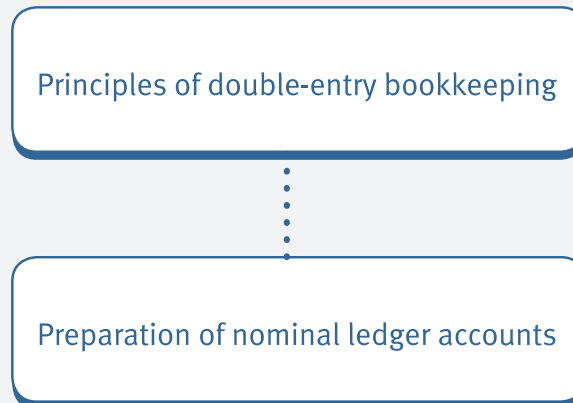 Principles of double-entry bookkeeping
Preparation of nominal ledger accounts